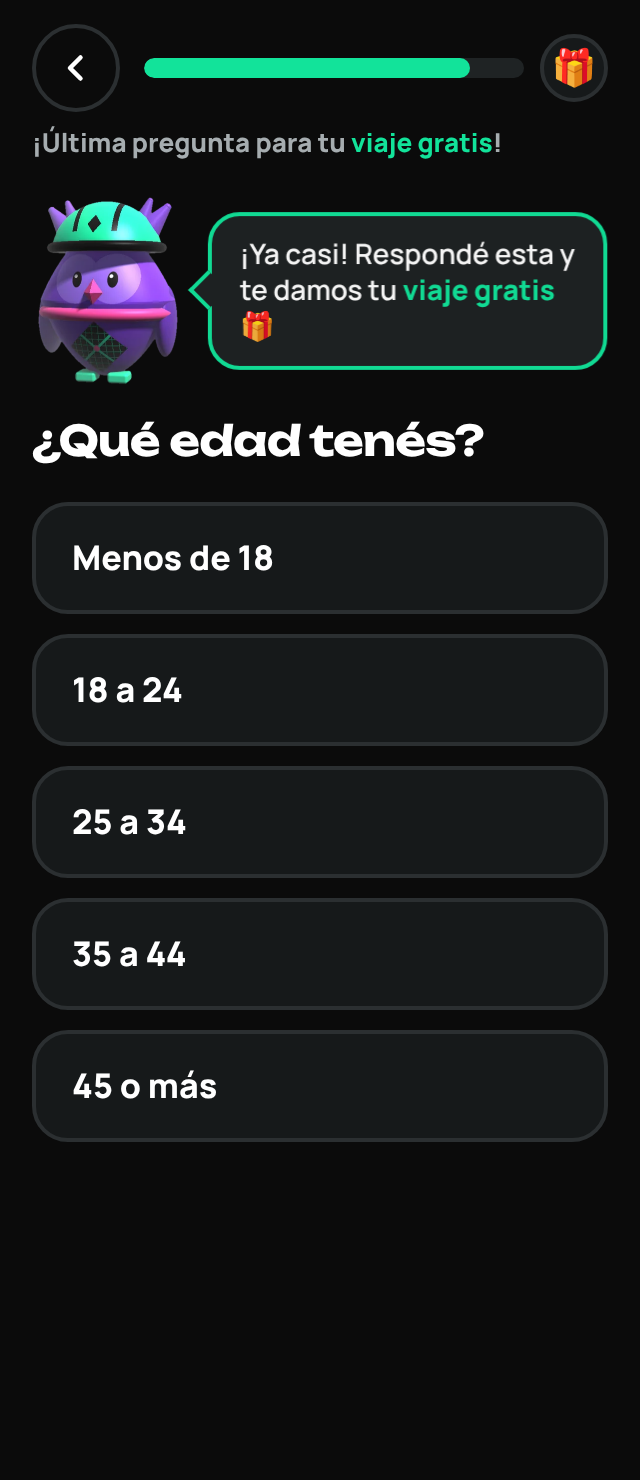 ¡Última pregunta para tu viaje gratis!
¡Ya casi! Respondé esta y
te damos tu viaje gratis
🎁
¿Qué edad tenés?
Menos de 18
18 a 24
25 a 34
35 a 44
45 o más